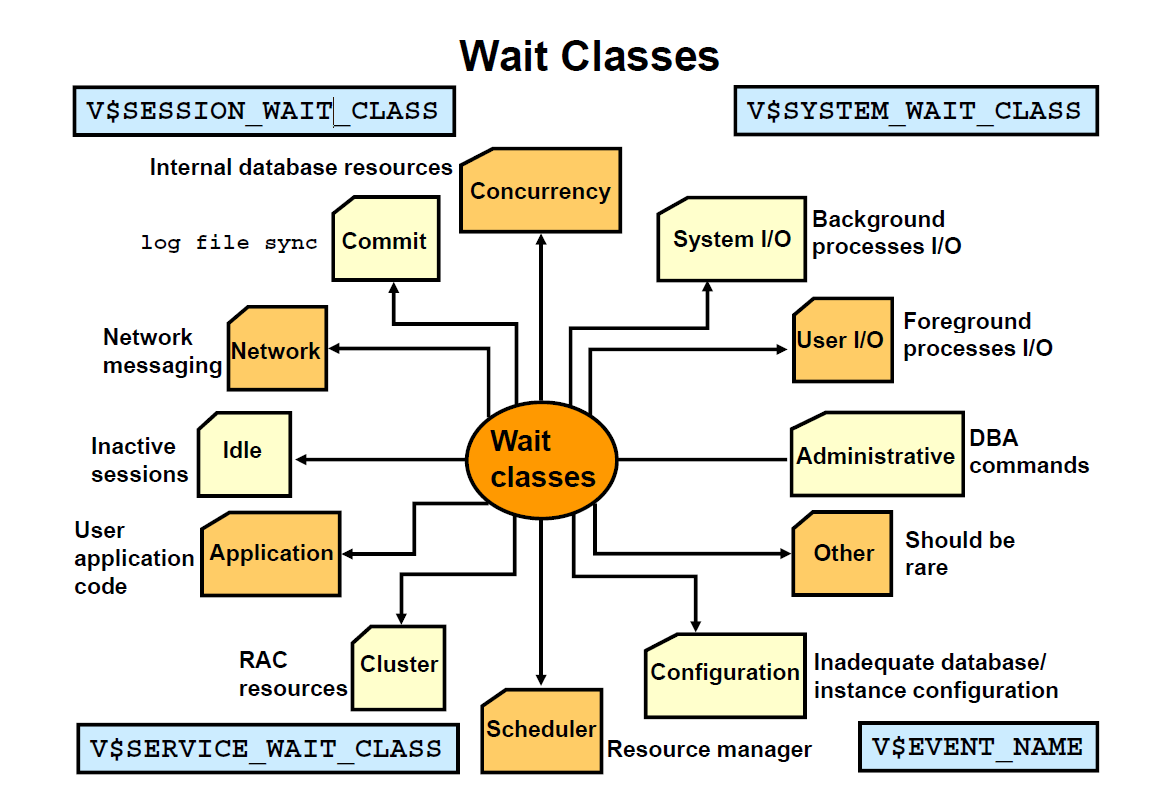 Wait Classes
V$SESSION_WAIT_CLASS
V$SYSTEM_WAIT_CLASS
Internal database resources
Concurrency
log file sync
Commit
System I/O
Background
processes I/O
Network
messaging
Network
User I/O
Foreground
processes I/O
Inactive
sessions
Idle
Wait
classes
Administrative
DBA
commands
User
application
code
Application
Other
Should be
rare
RAC
resources
Cluster
Scheduler
Resource manager
Configuration
Inadequate database/
instance configuration
V$SERVICE_WAIT_CLASS
V$EVENT_NAME